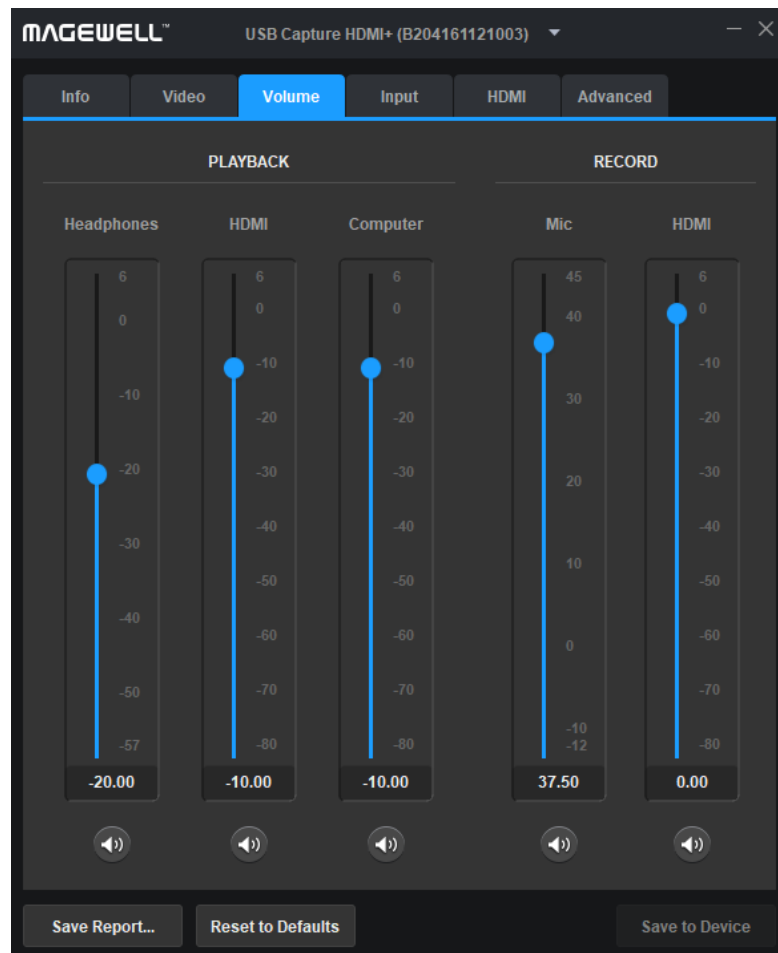 MAGEWELL™ USB Capture HDMI+ (B204161121003)
Info Video Volume Input HDMI Advanced
PLAYBACK RECORD
Headphones HDMI Computer Mic HDMI
6 6 6 45 6
0 0 0 40 0
-10 -10 -10 30 -10
-20 -20 -20 20 -20
-30 -30 -30 10 -30
-40 -40 -40 0 -40
-50 -50 -50 -10 -50
-57 -60 -60 -12 -60
-70 -70 -70
-80 -80 -80
-20.00 -10.00 -10.00 37.50 0.00
Save Report... Reset to Defaults Save to Device